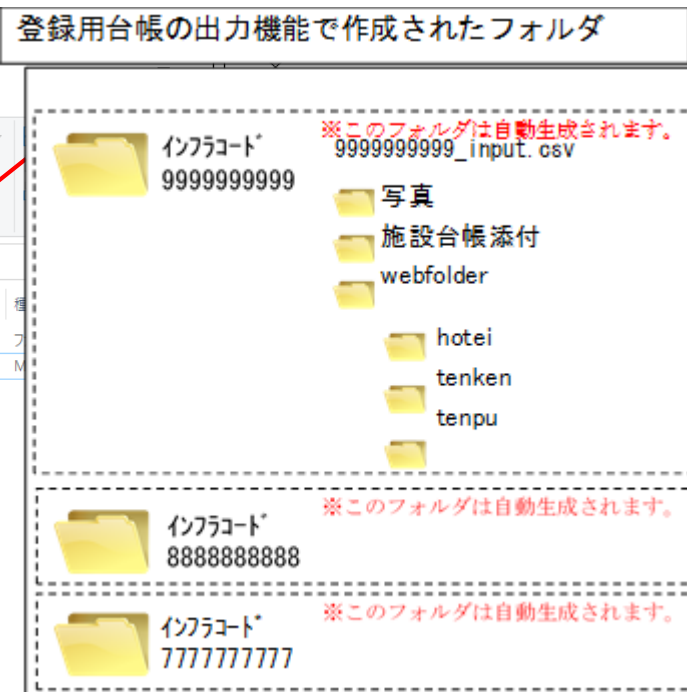 登録用台帳の出力機能で作成されたフォルダ
ｲﾝﾌﾗｺｰﾄﾞ
9999999999
※このフォルダは自動生成されます。
9999999999_input.csv
写真
施設台帳添付
webfolder
hotei
tenken
tenpu
ｲﾝﾌﾗｺｰﾄﾞ
8888888888
※このフォルダは自動生成されます。
ｲﾝﾌﾗｺｰﾄﾞ
7777777777
※このフォルダは自動生成されます。